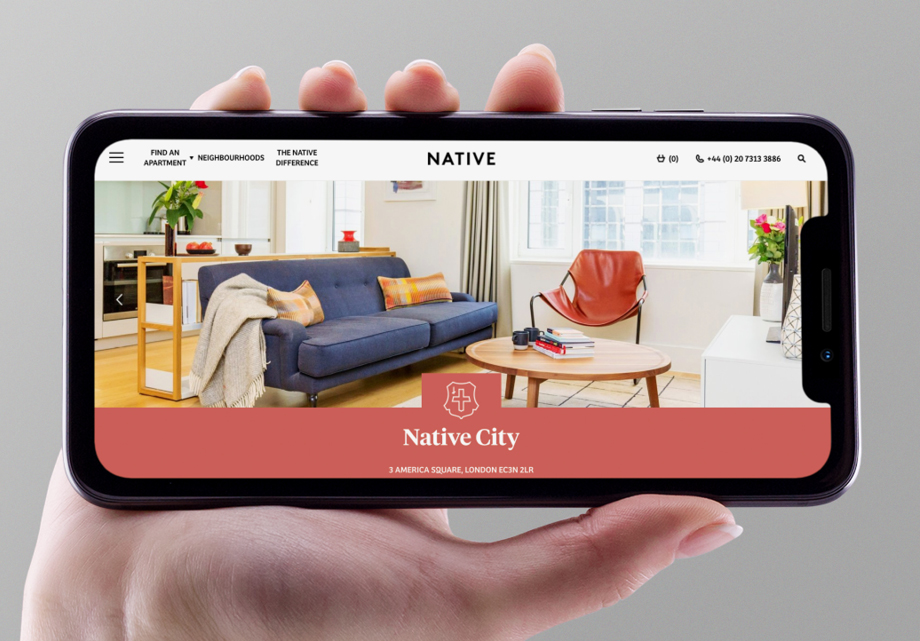 FIND AN
APARTMENT
NEIGHBOURHOODS
THE NATIVE
DIFFERENCE
NATIVE
(0)
+44 (0) 20 7313 3886
Native City
3 AMERICA SQUARE, LONDON EC3N 2LR